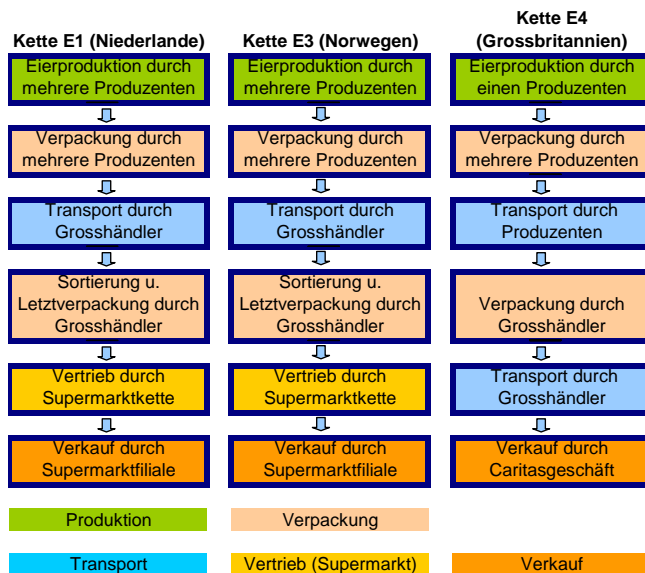 Kette E1 (Niederlande)
Eierproduktion durch
mehrere Produzenten
Verpackung durch
mehrere Produzenten
Transport durch
Grosshändler
Sortierung u.
Letztverpackung durch
Grosshändler
Vertrieb durch
Supermarktkette
Verkauf durch
Supermarktfiliale
Kette E3 (Norwegen)
Eierproduktion durch
mehrere Produzenten
Verpackung durch
mehrere Produzenten
Transport durch
Grosshändler
Sortierung u.
Letztverpackung durch
Grosshändler
Vertrieb durch
Supermarktkette
Verkauf durch
Supermarktfiliale
Kette E4
(Grossbritannien)
Eierproduktion durch
einen Produzenten
Verpackung durch
mehrere Produzenten
Transport durch
Produzenten
Verpackung durch
Grosshändler
Transport durch
Grosshändler
Verkauf durch
Caritasgeschäft
Produktion
Verpackung
Transport
Vertrieb (Supermarkt)
Verkauf